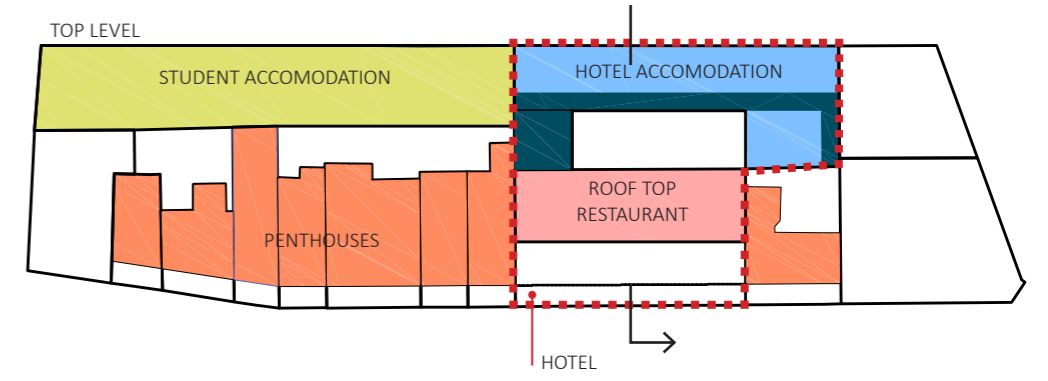 TOP LEVEL
STUDENT ACCOMODATION
HOTEL ACCOMODATION
ROOF TOP
RESTAURANT
PENTHOUSES
HOTEL